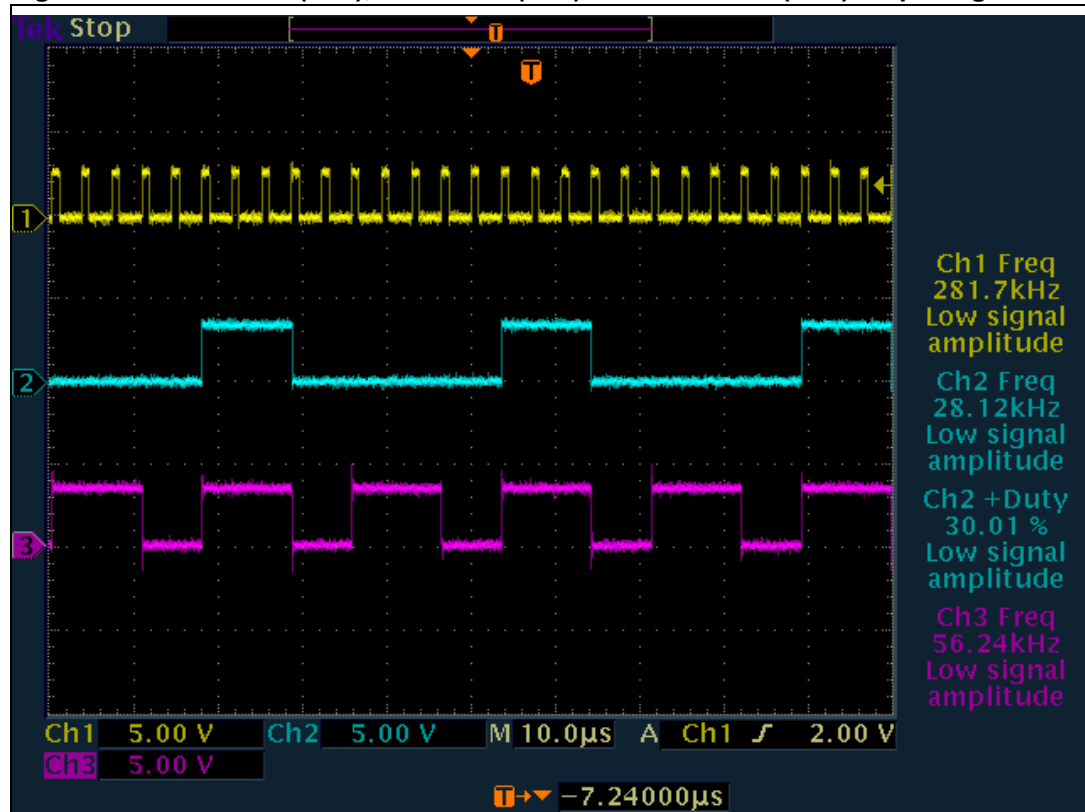 Tek Stop
T
T
1
2
3
Ch1 Freq
281.7kHz
Low signal
amplitude
Ch2 Freq
28.12kHz
Low signal
amplitude
Ch2 +Duty
30.01 %
Low signal
amplitude
Ch3 Freq
56.24kHz
Low signal
amplitude
Ch1 5.00 V Ch2 5.00 V M 10.0µs A Ch1 2.00 V
Ch3 5.00 V
T→▼ −7.24000µs